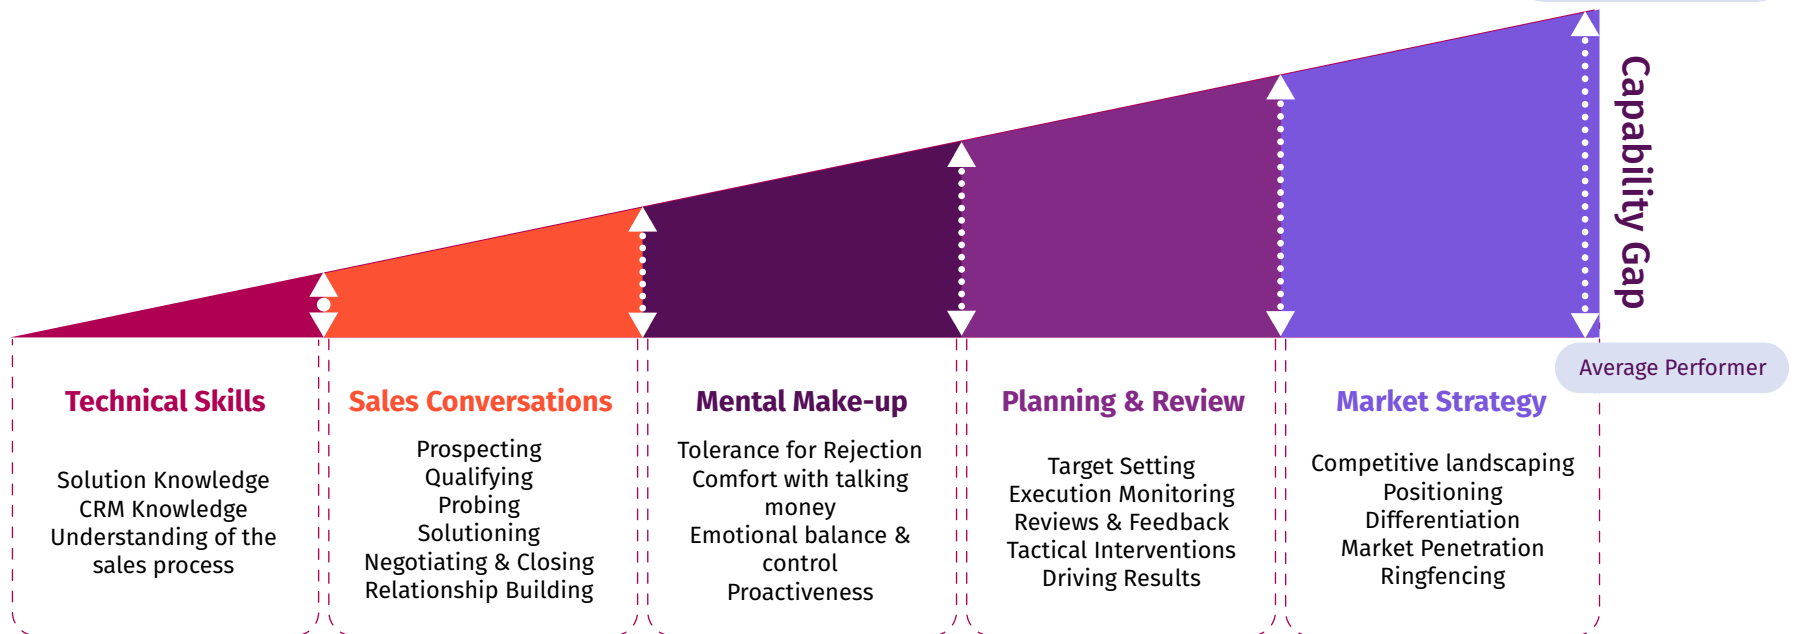 Capability Gap
Average Performer
Technical Skills
Solution Knowledge
CRM Knowledge
Understanding of the
sales process
Sales Conversations
Prospecting
Qualifying
Probing
Solutioning
Negotiating & Closing
Relationship Building
Mental Make-up
Tolerance for Rejection
Comfort with talking
money
Emotional balance &
control
Proactiveness
Planning & Review
Target Setting
Execution Monitoring
Reviews & Feedback
Tactical Interventions
Driving Results
Market Strategy
Competitive landscaping
Positioning
Differentiation
Market Penetration
Ringfencing